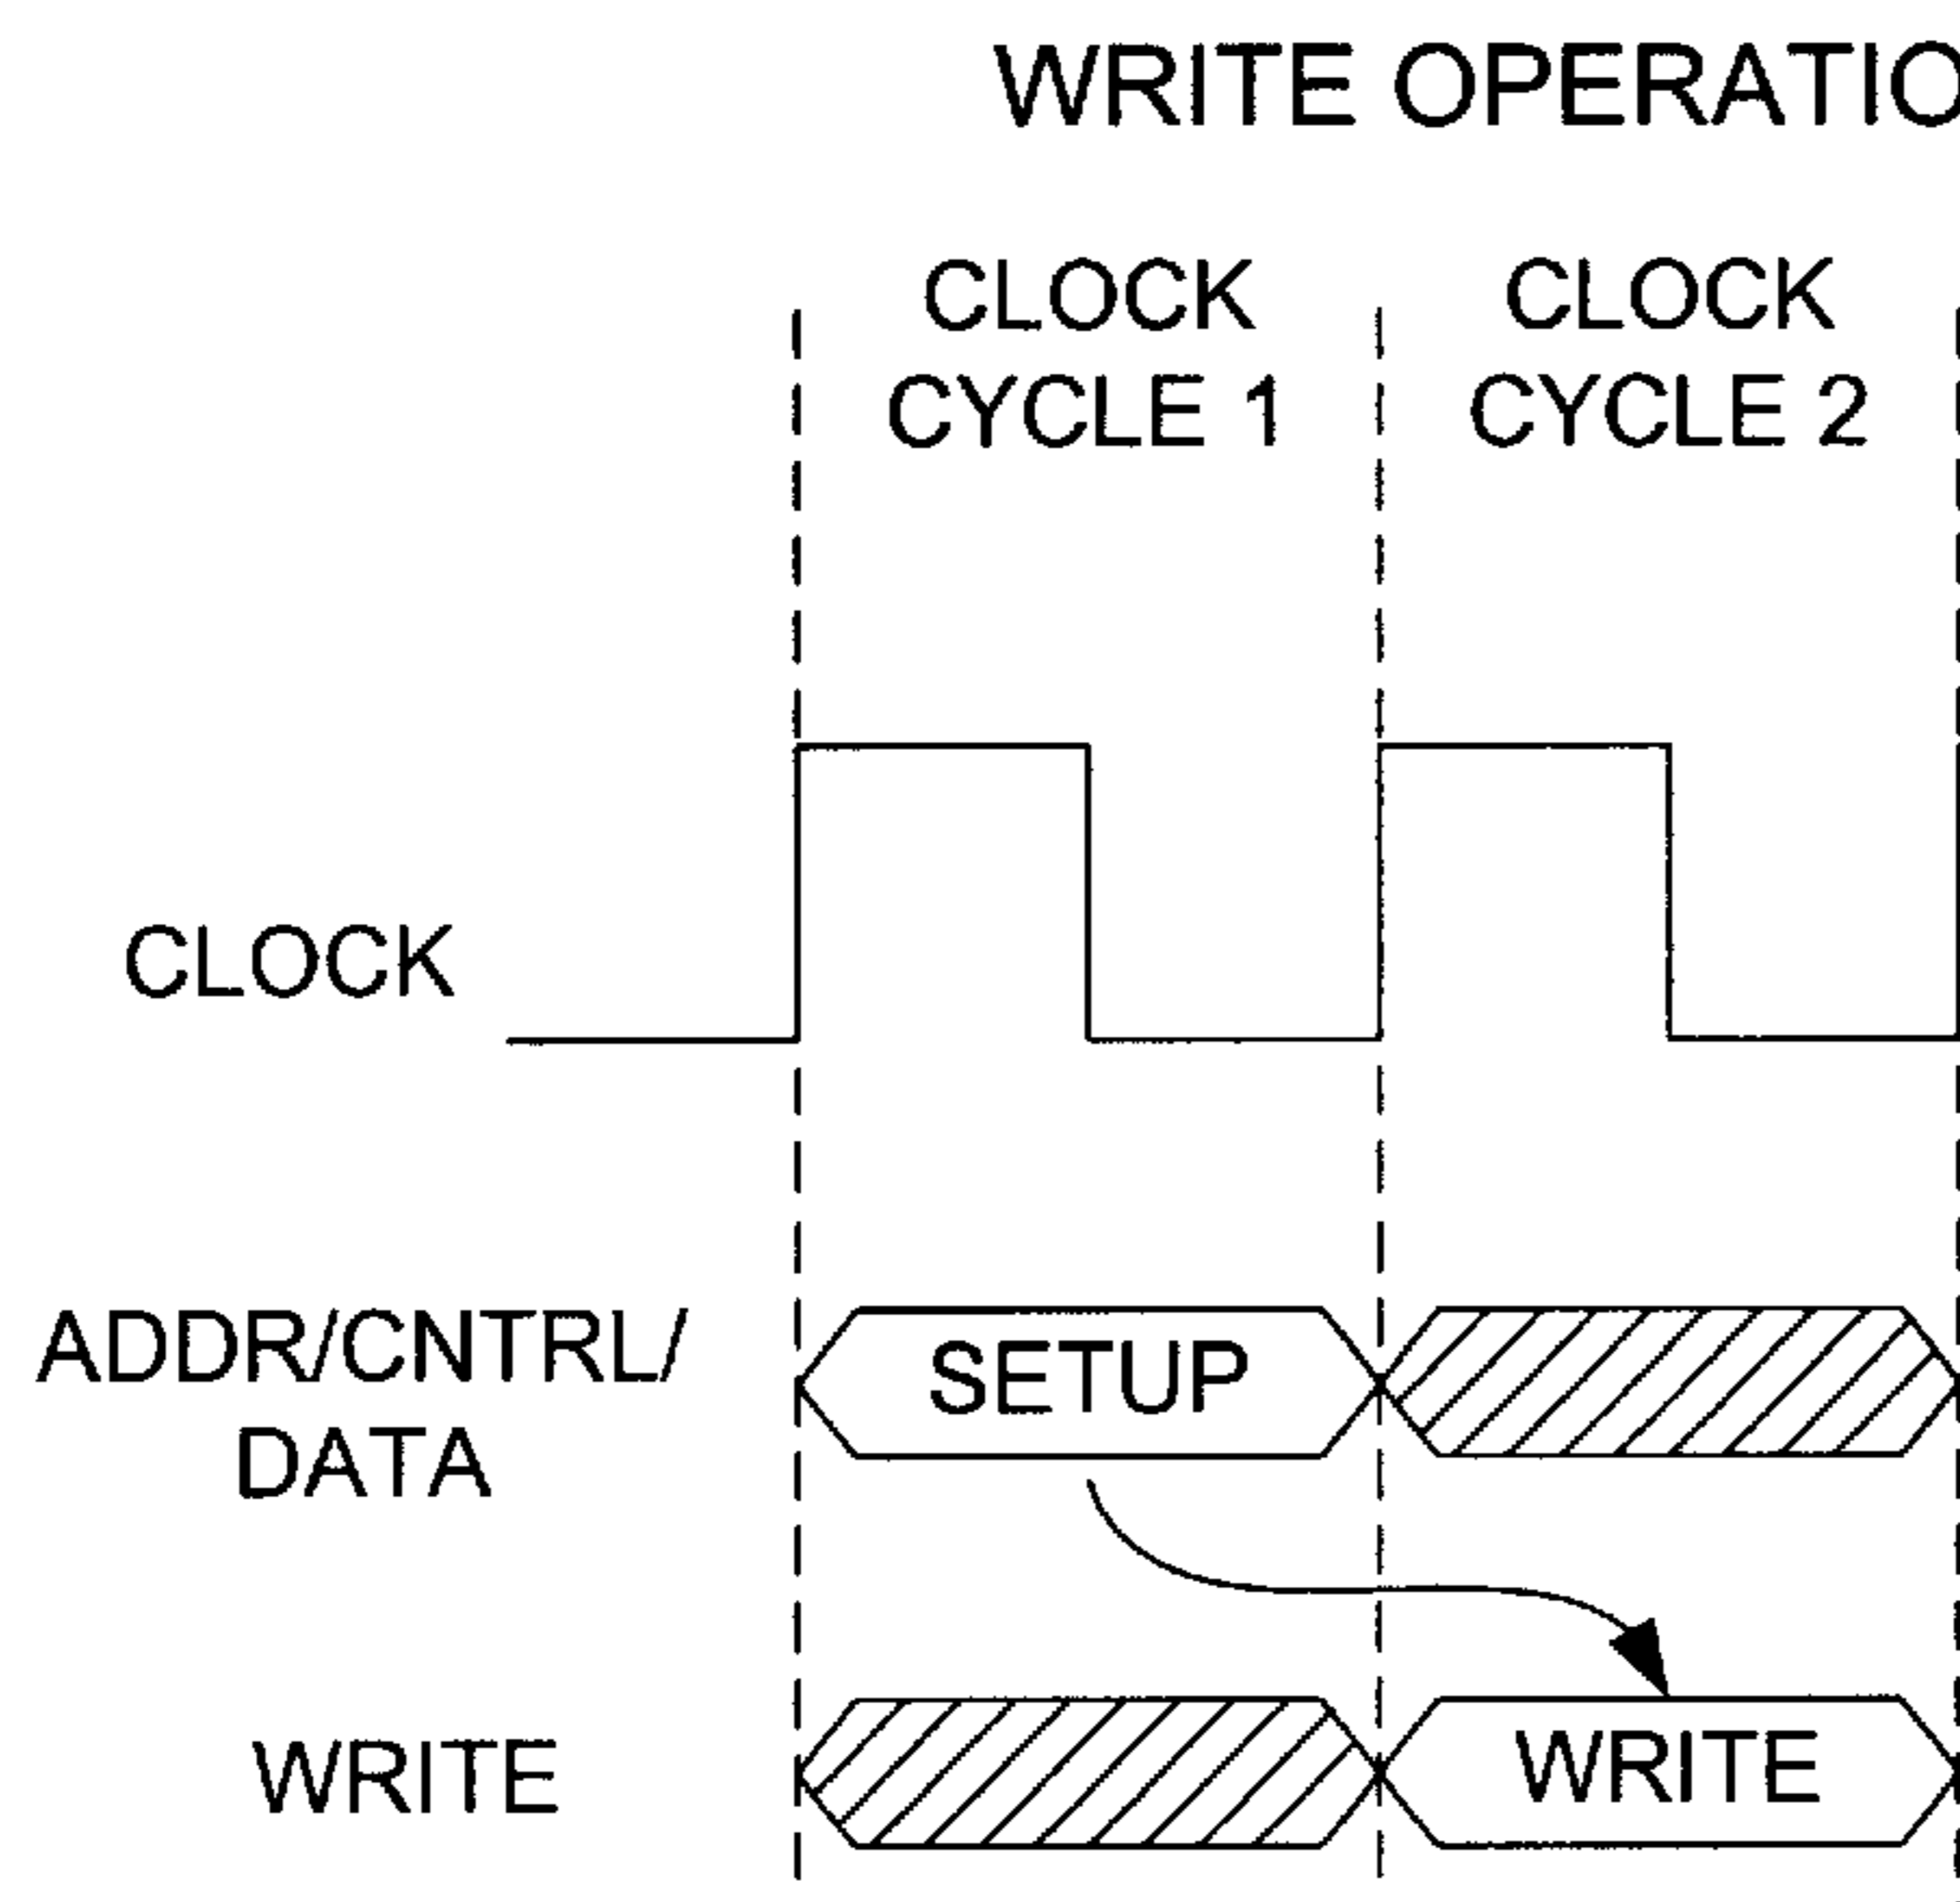 WRITE OPERATIO
CLOCK
CYCLE 1
CLOCK
CYCLE 2
CLOCK
ADDR/CNTRL/
DATA
SETUP
WRITE
WRITE